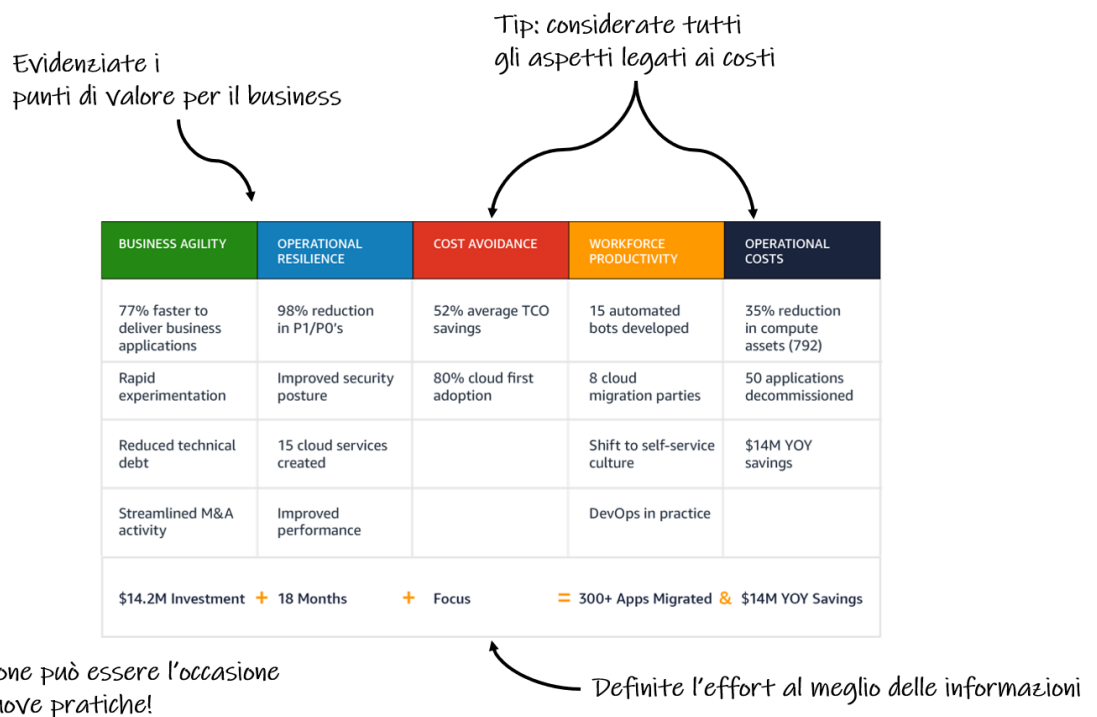 Tip: considerate tutti
gli aspetti legati ai costi
Evidenziate i
punti di valore per il business
BUSINESS AGILITY
OPERATIONAL
RESILIENCE
COST AVOIDANCE
WORKFORCE
PRODUCTIVITY
OPERATIONAL
COSTS
77% faster to
deliver business
applications
98% reduction
in P1/P0's
52% average TCO
savings
15 automated
bots developed
35% reduction
in compute
assets (792)
Rapid
experimentation
Improved security
posture
80% cloud first
adoption
8 cloud
migration parties
50 applications
decommissioned
Reduced technical
debt
15 cloud services
created
Shift to self-service
culture
$14M YOY
savings
Streamlined M&A
activity
Improved
performance
DevOps in practice
$14.2M Investment + 18 Months + Focus = 300+ Apps Migrated & $14M YOY Savings
one può essere l'occasione
uove pratiche!
Definite l'effort al meglio delle informazioni